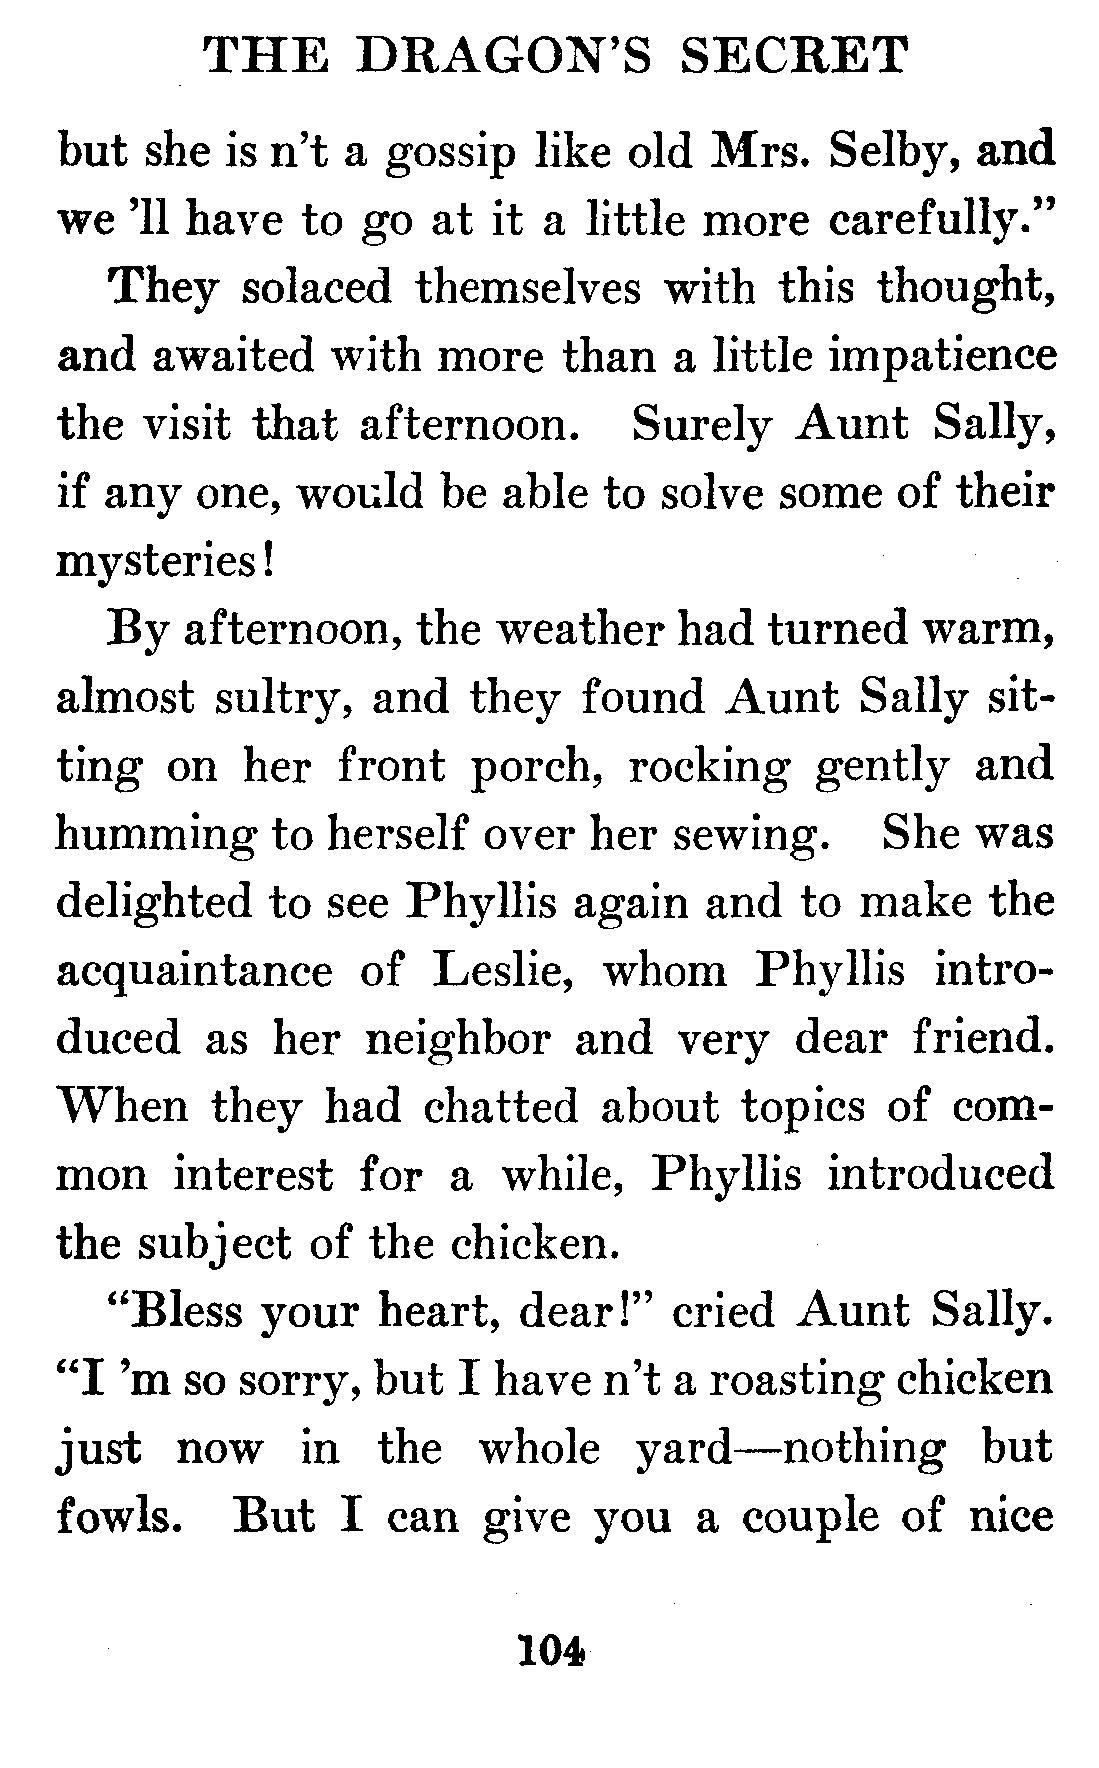 THE DRAGON'S SECRET
but she is n't a gossip like old Mrs. Selby, and
we 'll have to go at it a little more carefully."
They solaced themselves with this thought,
and awaited with more than a little impatience
the visit that afternoon. Surely Aunt Sally,
if any one, would be able to solve some of their
mysteries!
By afternoon, the weather had turned warm,
almost sultry, and they found Aunt Sally sit-
ting on her front porch, rocking gently and
humming to herself over her sewing. She was
delighted to see Phyllis again and to make the
acquaintance of Leslie, whom Phyllis intro-
duced as her neighbor and very dear friend.
When they had chatted about topics of com-
mon interest for a while, Phyllis introduced
the subject of the chicken.
"Bless your heart, dear!" cried Aunt Sally.
"I 'm so sorry, but I have n't a roasting chicken
just now in the whole yard—nothing but
fowls. But I can give you a couple of nice
104